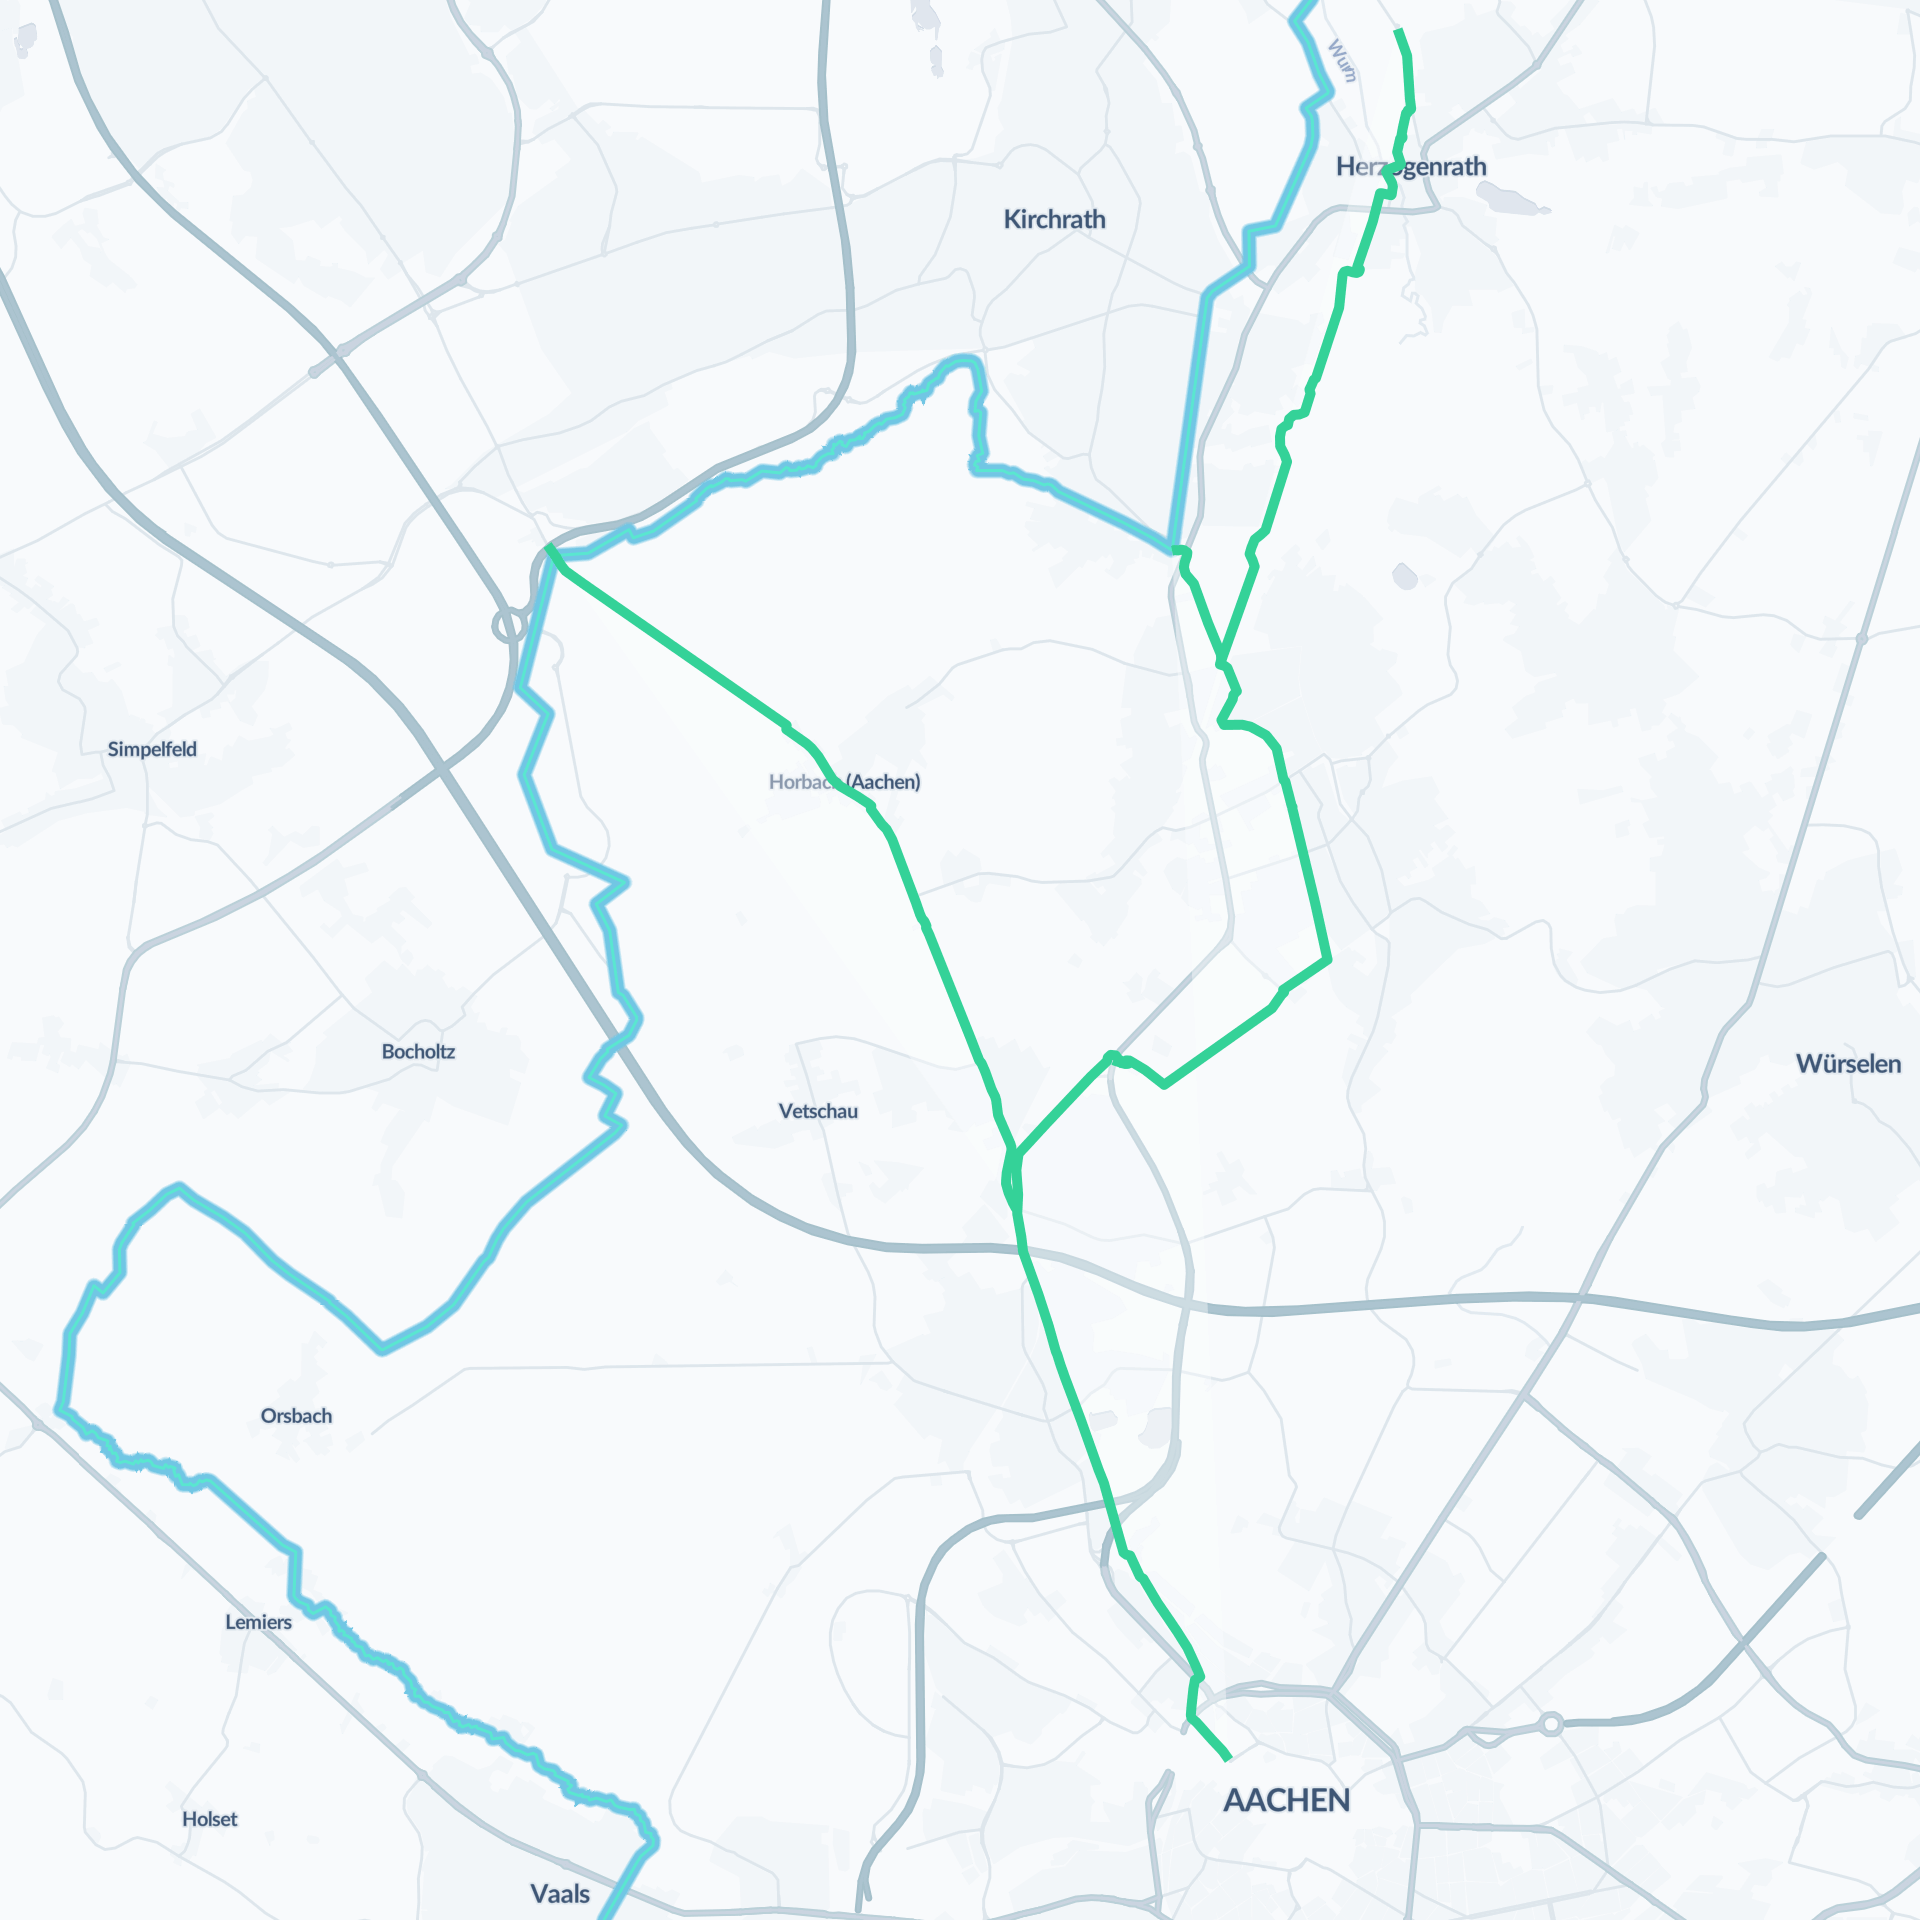 Wurm
Herzogenrath
Kirchrath
Simpelfeld
Horbach (Aachen)
Bocholtz
Würselen
Vetschau
Orsbach
Lemiers
AACHEN
Holset
Vaals